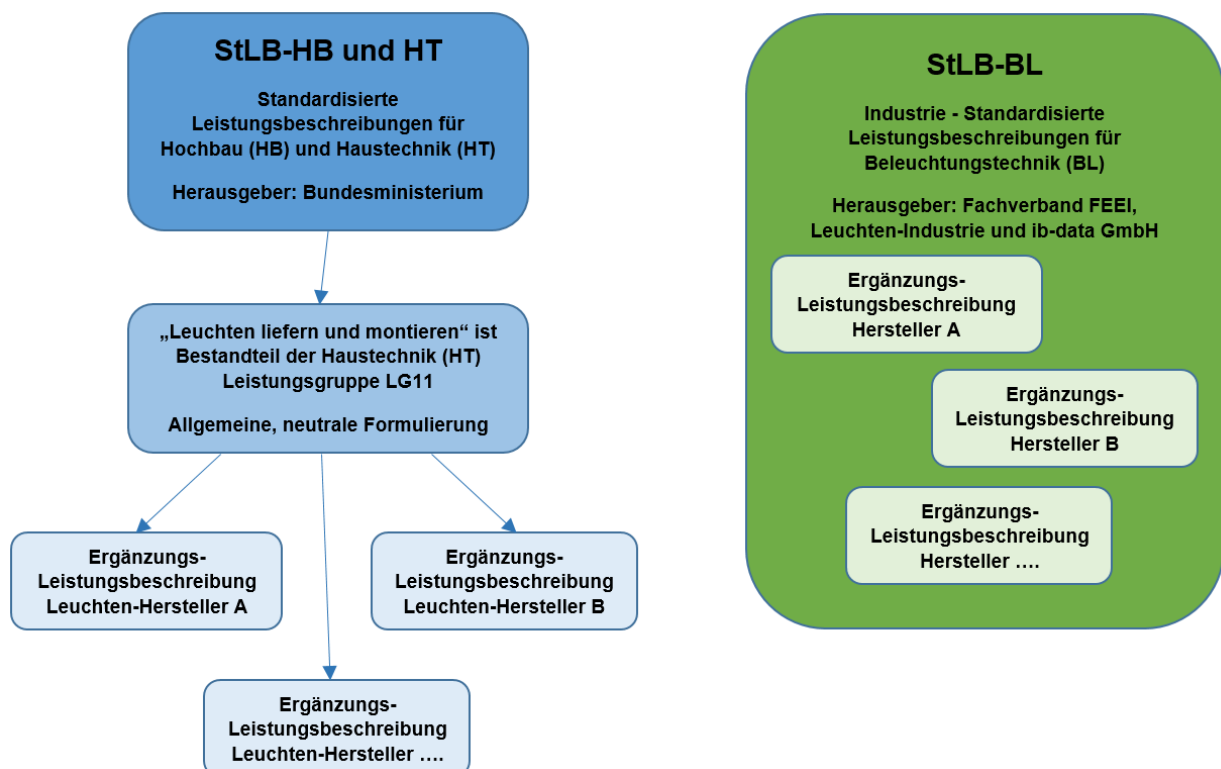 StLB-HB und HT
Standardisierte
Leistungsbeschreibungen für
Hochbau (HB) und Haustechnik (HT)
Herausgeber: Bundesministerium
„Leuchten liefern und montieren“ ist
Bestandteil der Haustechnik (HT)
Leistungsgruppe LG11
Allgemeine, neutrale Formulierung
Ergänzungs-
Leistungsbeschreibung
Leuchten-Hersteller A
Ergänzungs-
Leistungsbeschreibung
Leuchten-Hersteller B
Ergänzungs-
Leistungsbeschreibung
Leuchten-Hersteller ….
StLB-BL
Industrie - Standardisierte
Leistungsbeschreibungen für
Beleuchtungstechnik (BL)
Herausgeber: Fachverband FEEI,
Leuchten-Industrie und ib-data GmbH
Ergänzungs-
Leistungsbeschreibung
Hersteller A
Ergänzungs-
Leistungsbeschreibung
Hersteller B
Ergänzungs-
Leistungsbeschreibung
Hersteller ….